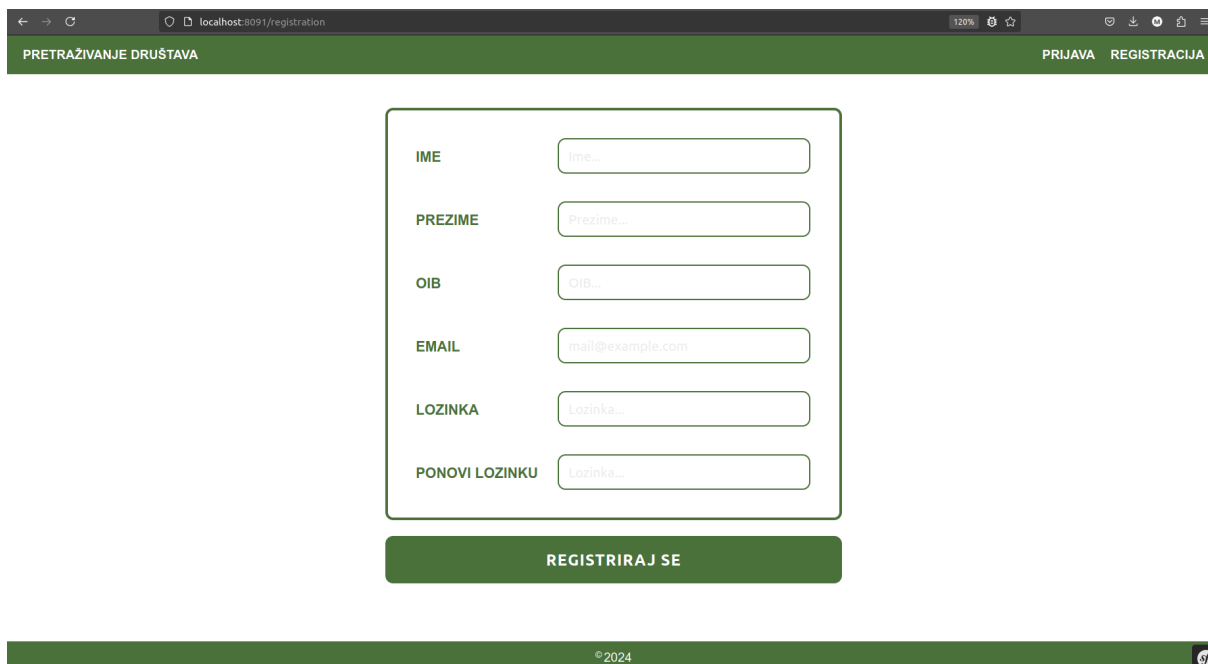 localhost:8091/registration 120%
PRETRAŽIVANJE DRUŠTAVA PRIJAVA REGISTRACIJA
IME Ime...
PREZIME Prezime...
OIB OIB...
EMAIL mail@example.com
LOZINKA Lozinka...
PONOVI LOZINKU Lozinka...
REGISTRIRAJ SE
©2024